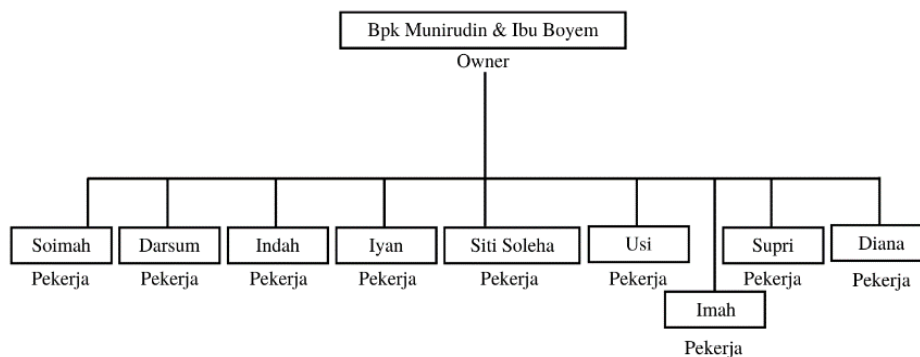 Bpk Munirudin & Ibu Boyem
Owner
Soimah
Pekerja
Darsum
Pekerja
Indah
Pekerja
Iyan
Pekerja
Siti Soleha
Pekerja
Usi
Pekerja
Imah
Pekerja
Supri
Pekerja
Diana
Pekerja